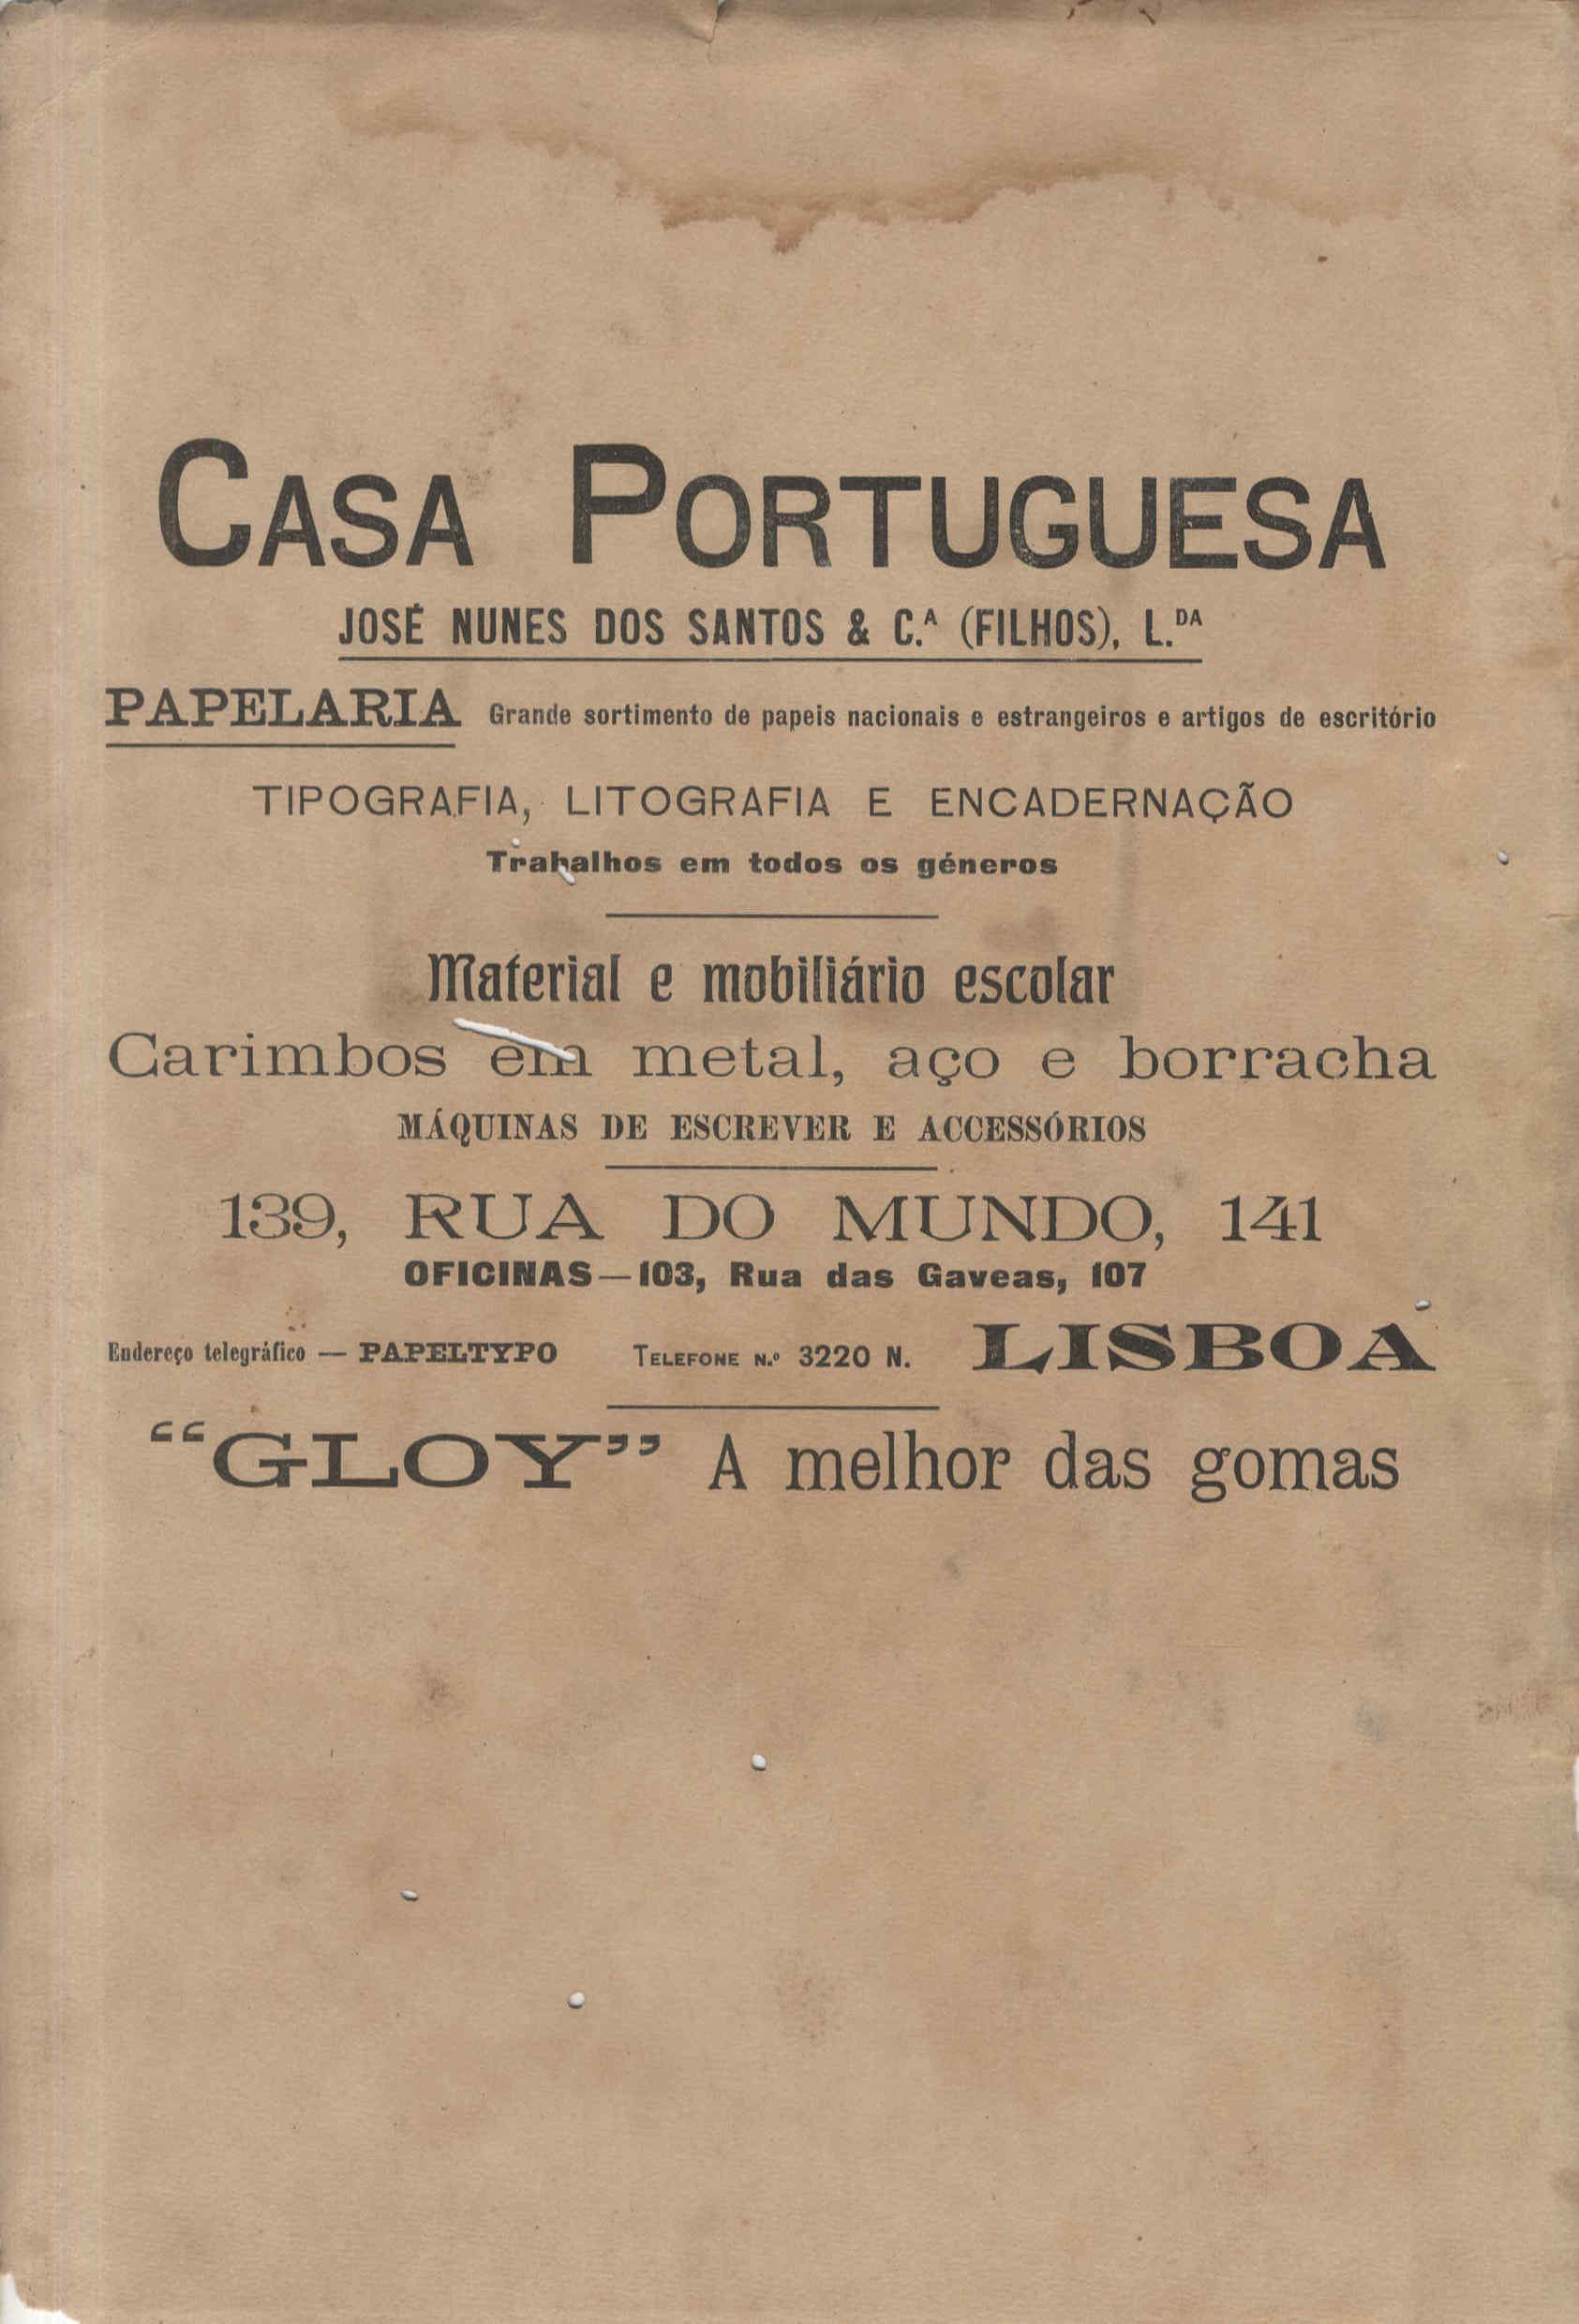 CASA PORTUGUESA
JOSÉ NUNES DOS SANTOS & C.ᴬ (FILHOS), L.ᴰᴬ
PAPELARIA Grande sortimento de papeis nacionais e estrangeiros e artigos de escritório
TIPOGRAFIA, LITOGRAFIA E ENCADERNAÇÃO
Trabalhos em todos os géneros
Material e mobiliário escolar
Carimbos em metal, aço e borracha
MÁQUINAS DE ESCREVER E ACCESSÓRIOS
139, RUA DO MUNDO, 141
OFICINAS—103, Rua das Gaveas, 107
Endereço telegráfico — PAPELTYPO TELEFONE N.º 3220 N. LISBOA
“GLOY” A melhor das gomas